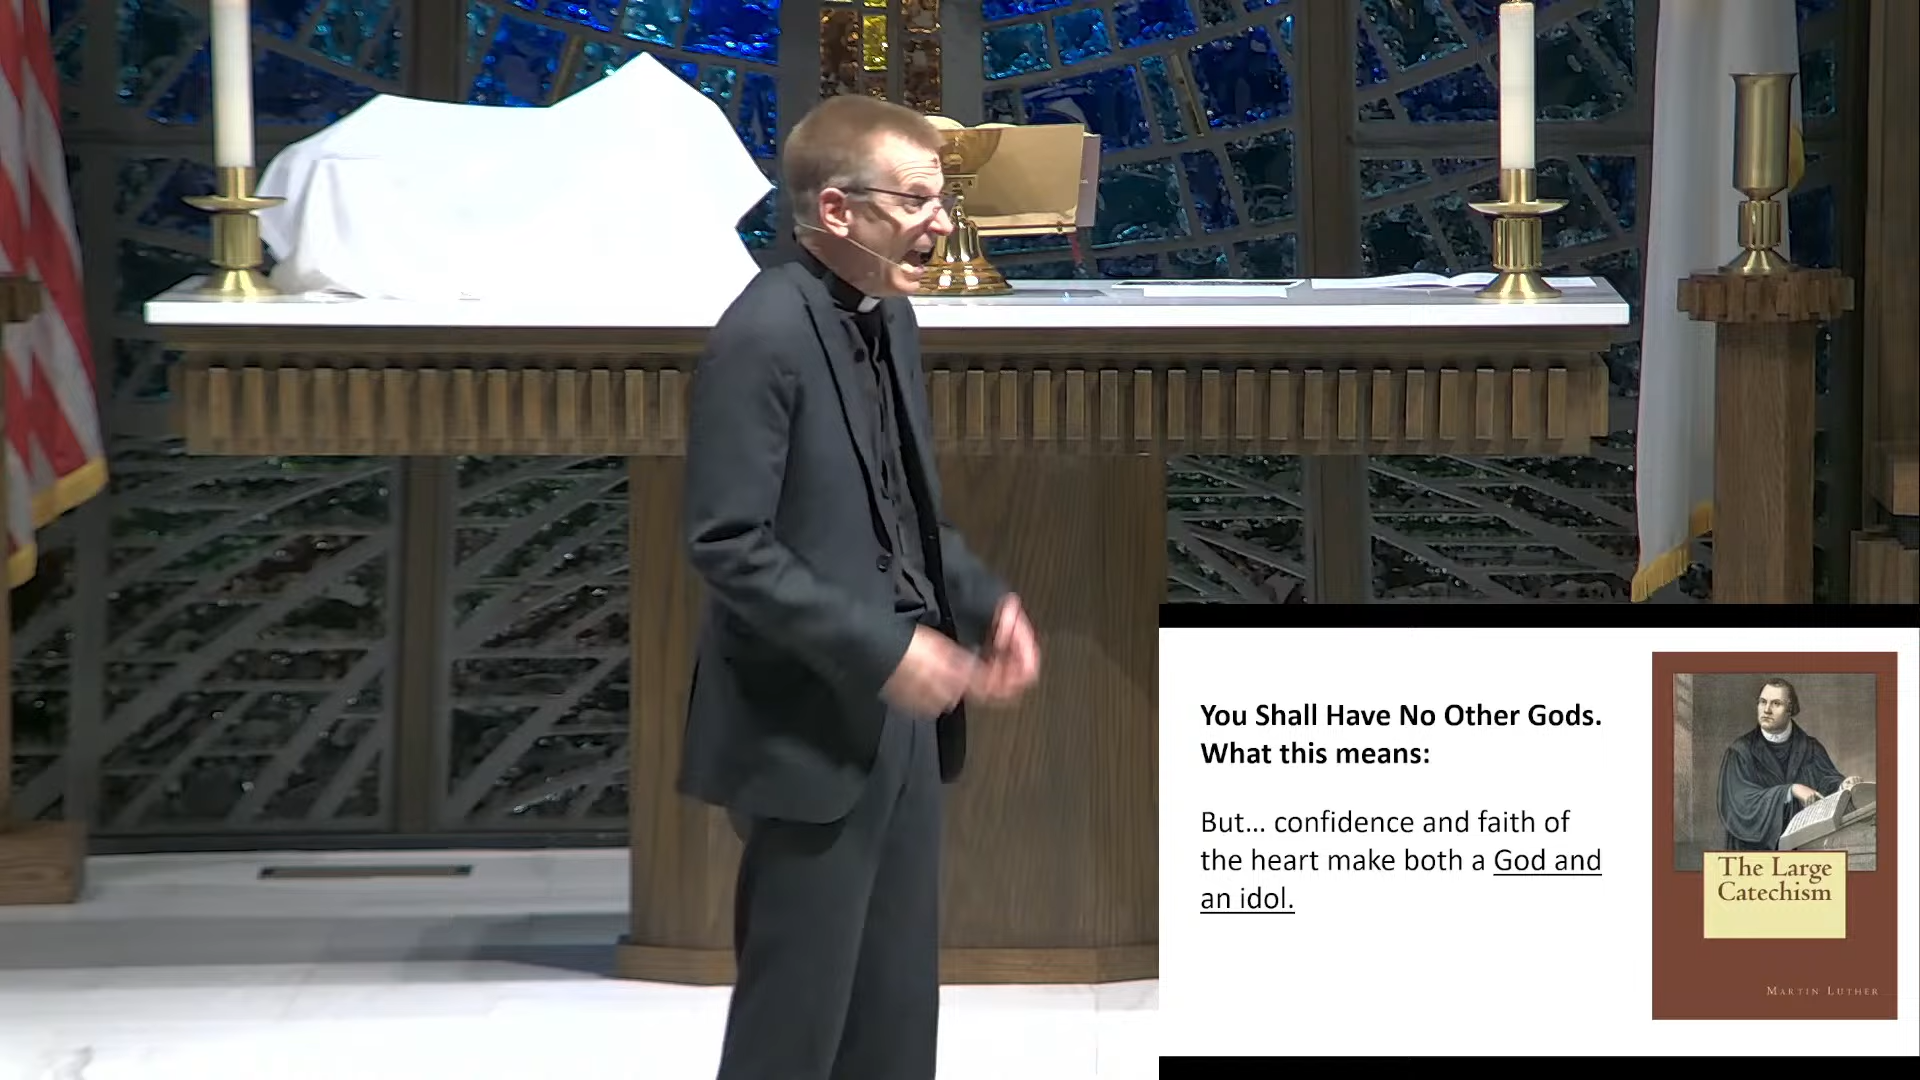 You Shall Have No Other Gods.
What this means:
But... confidence and faith of
the heart make both a God and
an idol.
The Large
Catechism
Martin Luther